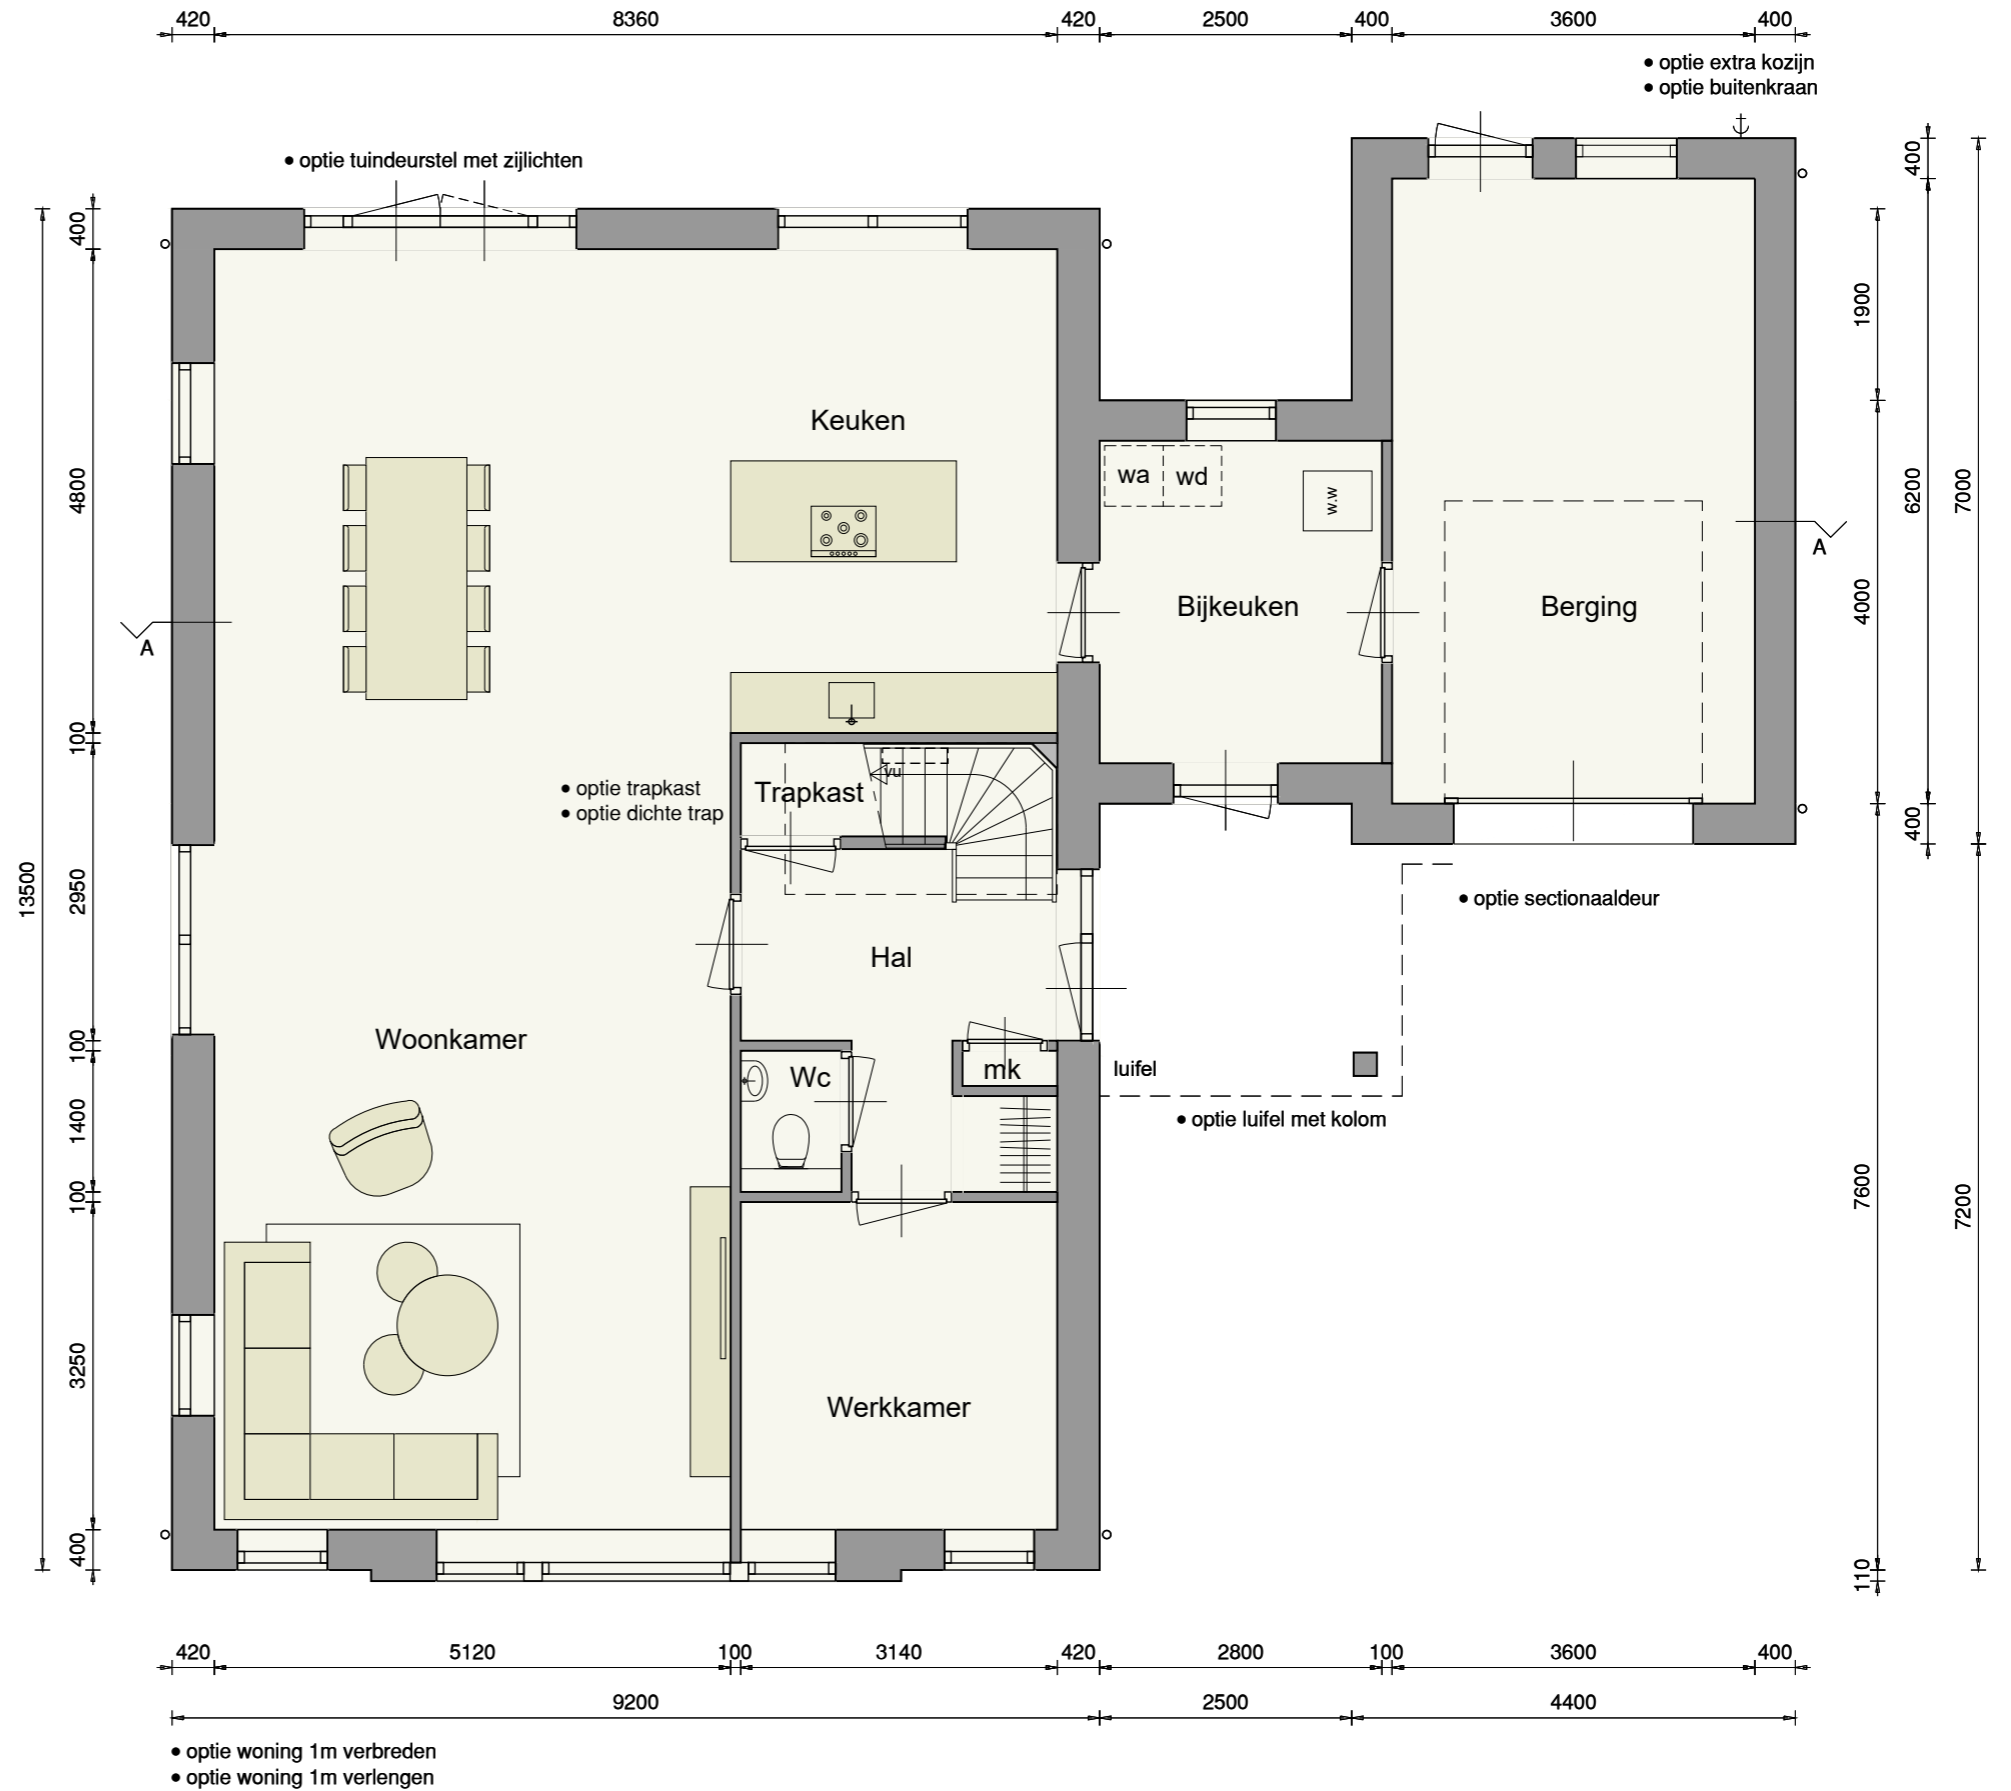 420 8360 420 2500 400 3600 400
• optie extra kozijn
• optie buitenkraan
• optie tuindeurstel met zijlichten
400
400
1900
Keuken
4800
wa
wd
w.w
6200
7000
A
A
Bijkeuken
Berging
4000
100
Trapkast
vu
• optie trapkast
• optie dichte trap
400
13500
2950
• optie sectionaaldeur
Hal
Woonkamer
100
Wc
mk
luifel
1400
• optie luifel met kolom
100
7600
7200
3250
Werkkamer
400
110
420 5120 100 3140 420 2800 100 3600 400
9200 2500 4400
• optie woning 1m verbreden
• optie woning 1m verlengen